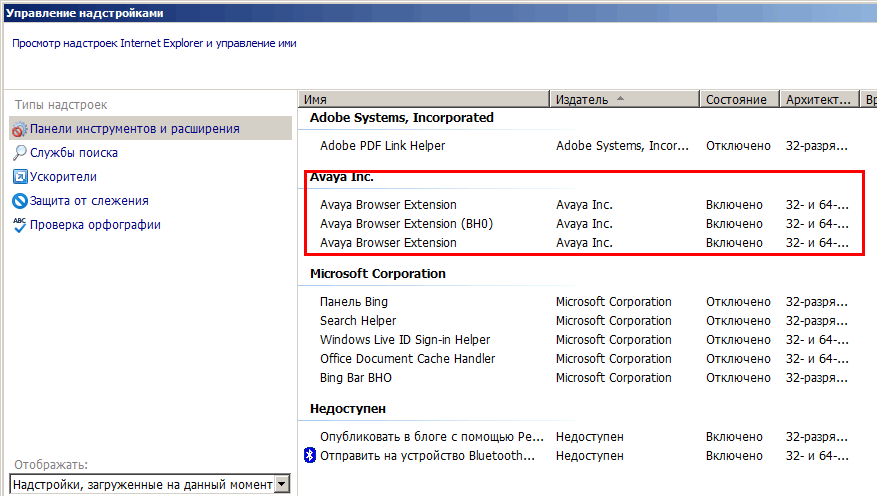 Управление надстройками
Просмотр надстроек Internet Explorer и управление ими
Типы надстроек
Панели инструментов и расширения
Службы поиска
Ускорители
Защита от слежения
ABC Проверка орфографии
Отображать:
Надстройки, загруженные на данный момент
Имя Издатель Состояние Архитект... Вр
Adobe Systems, Incorporated
Adobe PDF Link Helper Adobe Systems, Incor... Отключено 32-разря...
Avaya Inc.
Avaya Browser Extension Avaya Inc. Включено 32- и 64-...
Avaya Browser Extension (BHO) Avaya Inc. Включено 32- и 64-...
Avaya Browser Extension Avaya Inc. Включено 32- и 64-...
Microsoft Corporation
Панель Bing Microsoft Corporation Отключено 32-разря...
Search Helper Microsoft Corporation Отключено 32-разря...
Windows Live ID Sign-in Helper Microsoft Corporation Отключено 32- и 64-...
Office Document Cache Handler Microsoft Corporation Отключено 32- и 64-...
Bing Bar BHO Microsoft Corporation Отключено 32-разря...
Недоступен
Опубликовать в блоге с помощью Ре... Недоступен Включено 32- и 64-...
Отправить на устройство Bluetooth... Недоступен Включено 32- и 64-...